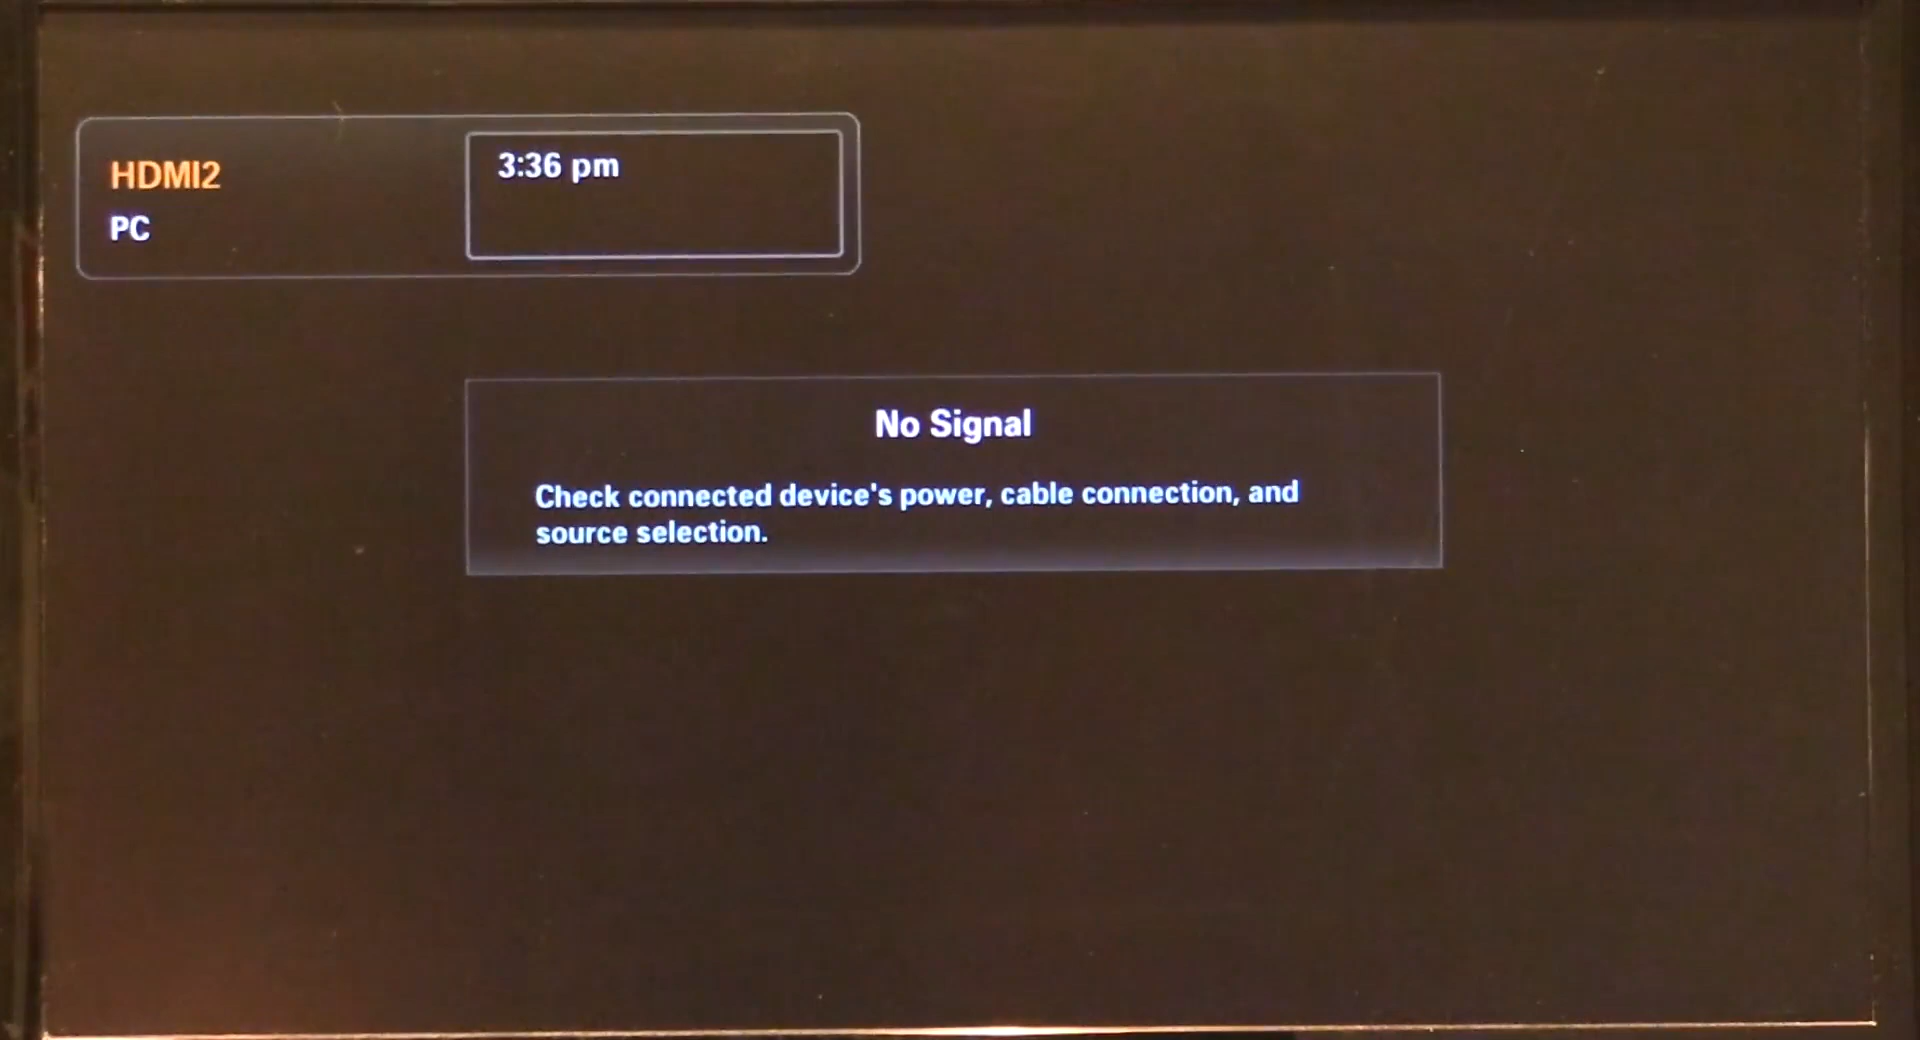 HDMI2
PC
3:36 pm
No Signal
Check connected device's power, cable connection, and
source selection.